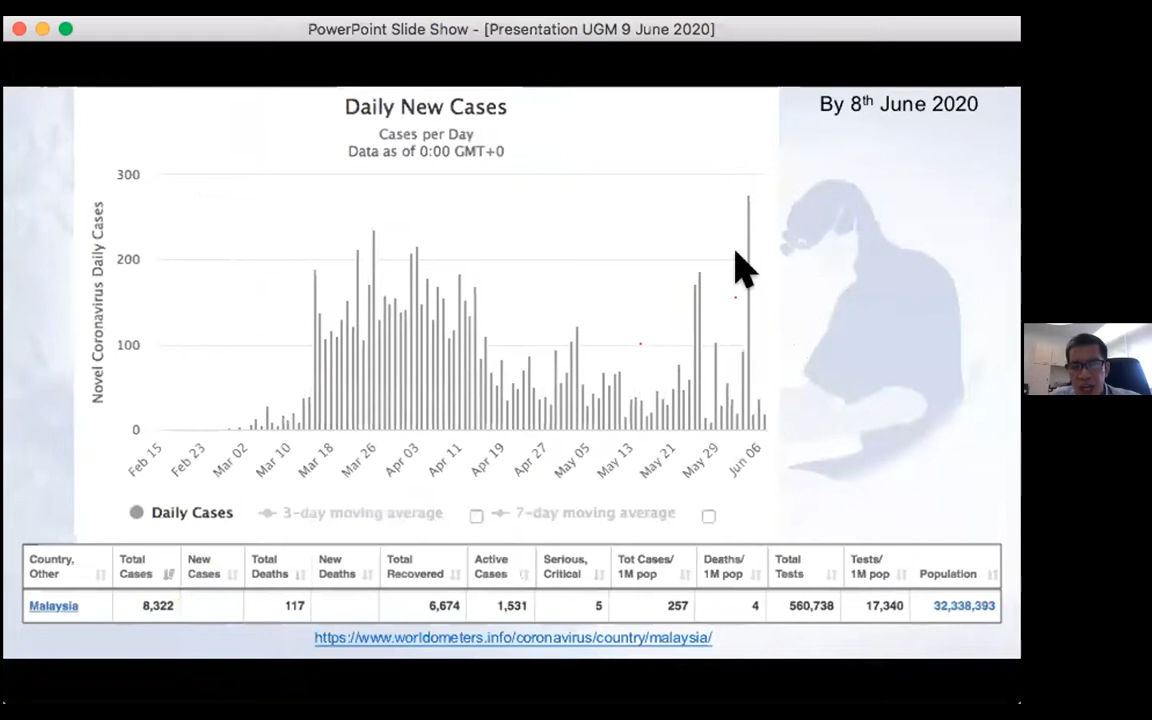 PowerPoint Slide Show - [Presentation UGM 9 June 2020]
Daily New Cases
By 8th June 2020
Cases per Day
Data as of 0:00 GMT+0
Novel Coronavirus Daily Cases
300
200
100
0
Feb 15
Feb 23
Mar 02
Mar 10
Mar 18
Mar 26
Apr 03
Apr 11
Apr 19
Apr 27
May 05
May 13
May 21
May 29
Jun 06
Daily Cases 3-day moving average 7-day moving average
Country, Other Total Cases New Cases Total Deaths New Deaths Total Recovered Active Cases Serious, Critical Tot Cases/ 1M pop Deaths/ 1M pop Total Tests Tests/ 1M pop Population
Malaysia 8,322 117 6,674 1,531 5 257 4 560,738 17,340 32,338,393
https://www.worldometers.info/coronavirus/country/malaysia/